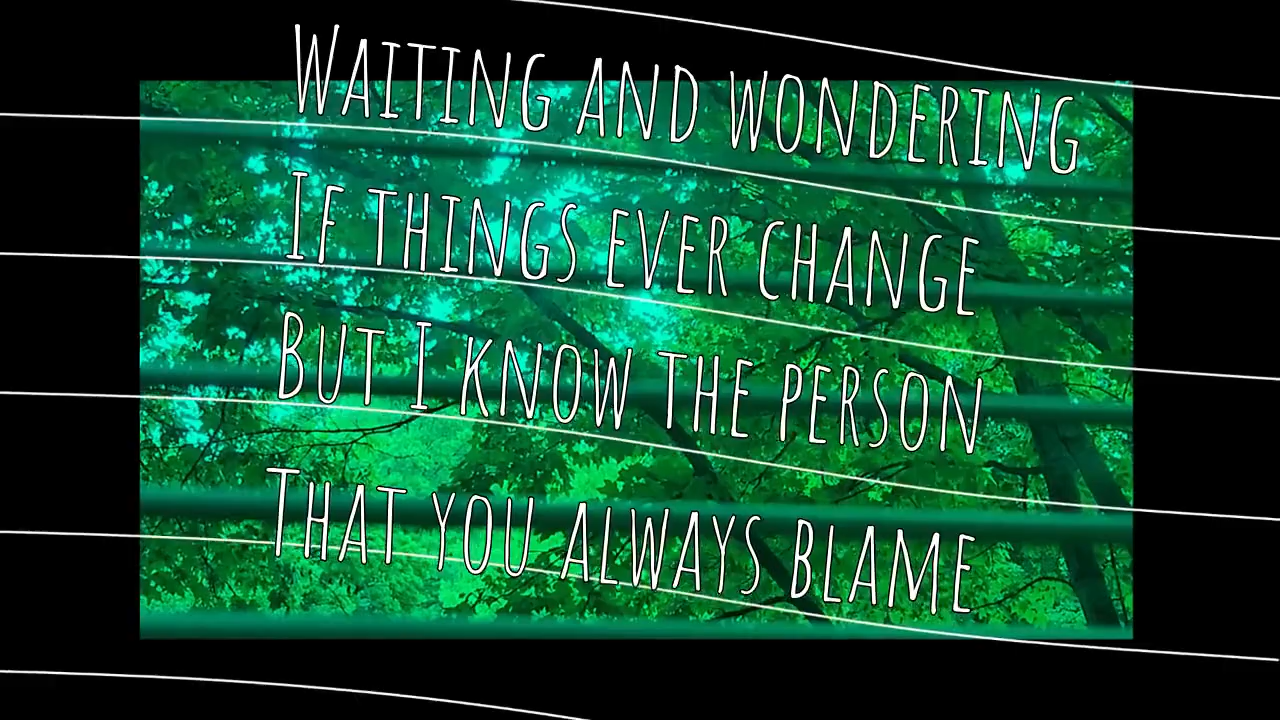 Waiting and wondering
If things ever change
But I know the person
That you always blame